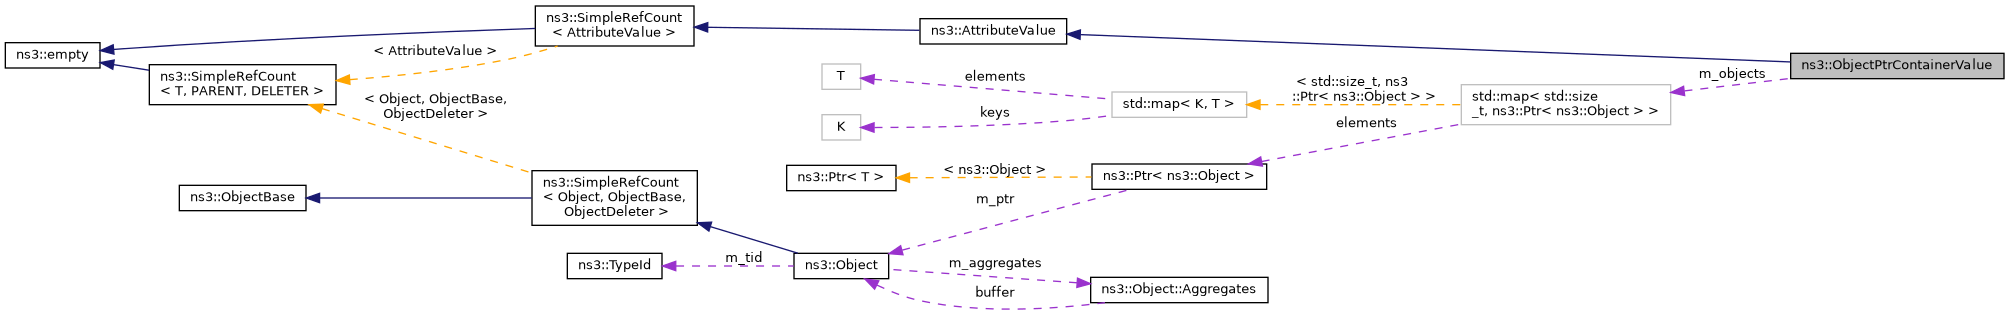 ns3::SimpleRefCount
< AttributeValue >
ns3::AttributeValue
ns3::empty
< AttributeValue >
ns3::ObjectPtrContainerValue
ns3::SimpleRefCount
< T, PARENT, DELETER >
T
elements
< std::size_t, ns3
::Ptr< ns3::Object > >
m_objects
std::map< K, T >
std::map< std::size
_t, ns3::Ptr< ns3::Object > >
< Object, ObjectBase,
ObjectDeleter >
K
keys
elements
ns3::Ptr< T >
< ns3::Object >
ns3::Ptr< ns3::Object >
ns3::ObjectBase
ns3::SimpleRefCount
< Object, ObjectBase,
ObjectDeleter >
m_ptr
ns3::TypeId
m_tid
ns3::Object
m_aggregates
buffer
ns3::Object::Aggregates